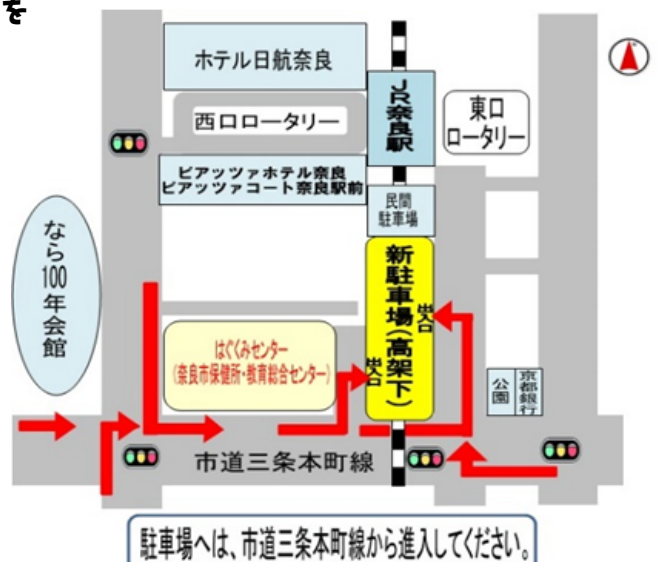 を
ホテル日航奈良
西口ロータリー
JR奈良駅
東口
ロータリー
ピアッツァホテル奈良
ピアッツァコート奈良駅前
民間
駐車場
なら100年会館
新駐車場(高架下)
出入口
出入口
はぐくみセンター
(奈良市保健所・教育総合センター)
公園
京都銀行
市道三条本町線
駐車場へは、市道三条本町線から進入してください。